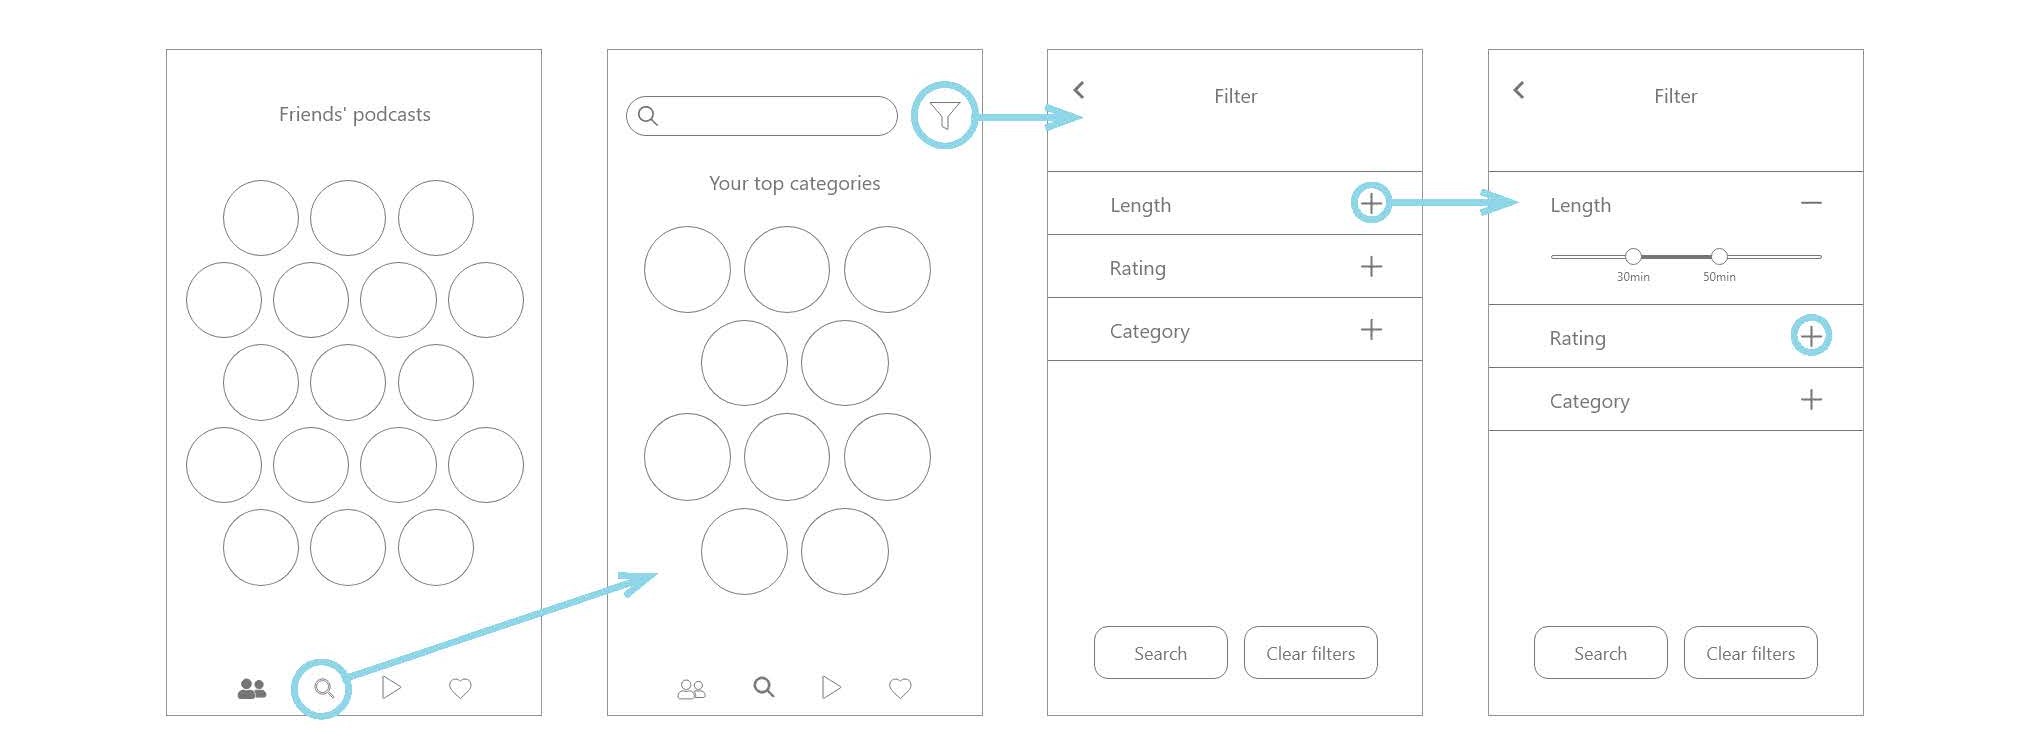 Friends' podcasts
Your top categories
Filter
Length
Rating
Category
Search
Clear filters
Filter
Length
30min
50min
Rating
Category
Search
Clear filters